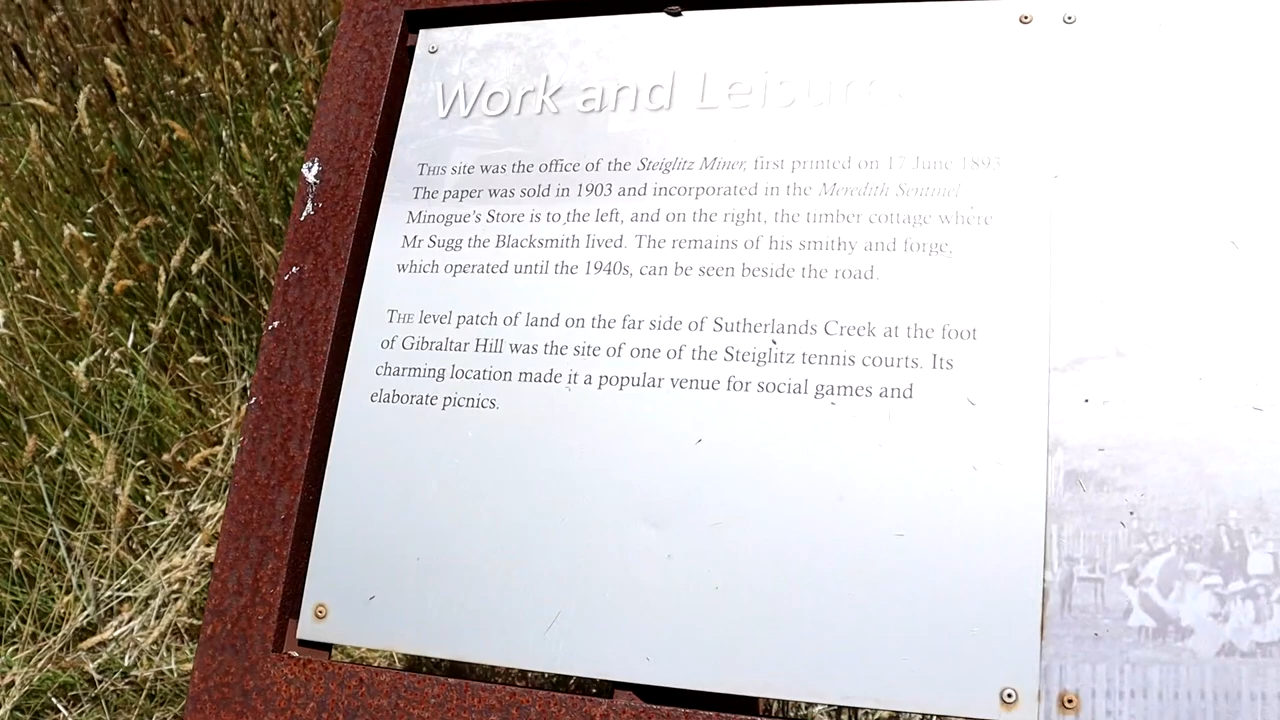 Work and Leisure
THIS site was the office of the Steiglitz Miner, first printed on 17 June 1893
The paper was sold in 1903 and incorporated in the Meredith Sentinel
Minogue's Store is to the left, and on the right, the timber cottage where
Mr Sugg the Blacksmith lived. The remains of his smithy and forge,
which operated until the 1940s, can be seen beside the road.
THE level patch of land on the far side of Sutherlands Creek at the foot
of Gibraltar Hill was the site of one of the Steiglitz tennis courts. Its
charming location made it a popular venue for social games and
elaborate picnics.